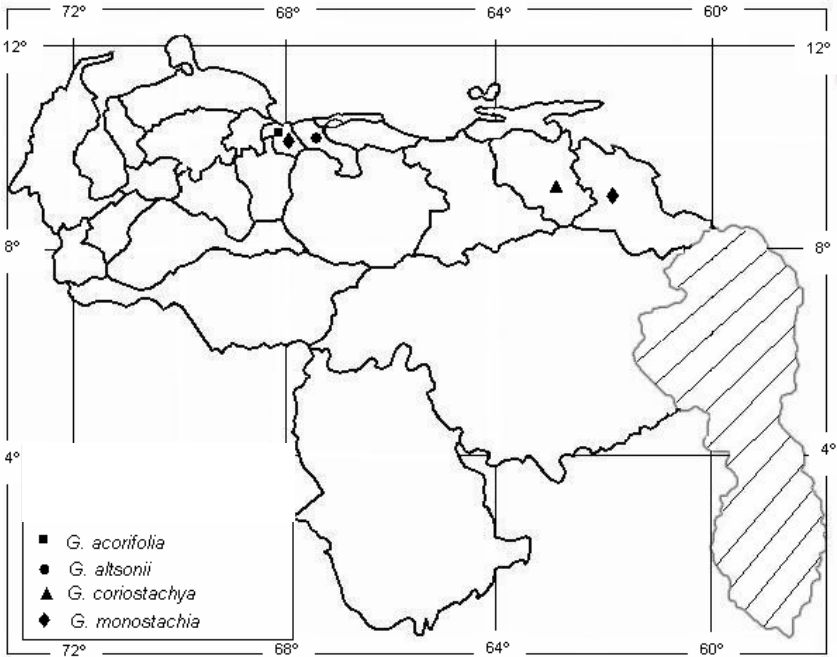 72° 68° 64° 60°
12° 12°
8° 8°
4° 4°
G. acorifolia
G. altsonii
G. coriostachya
G. monostachia
72° 68° 64° 60°